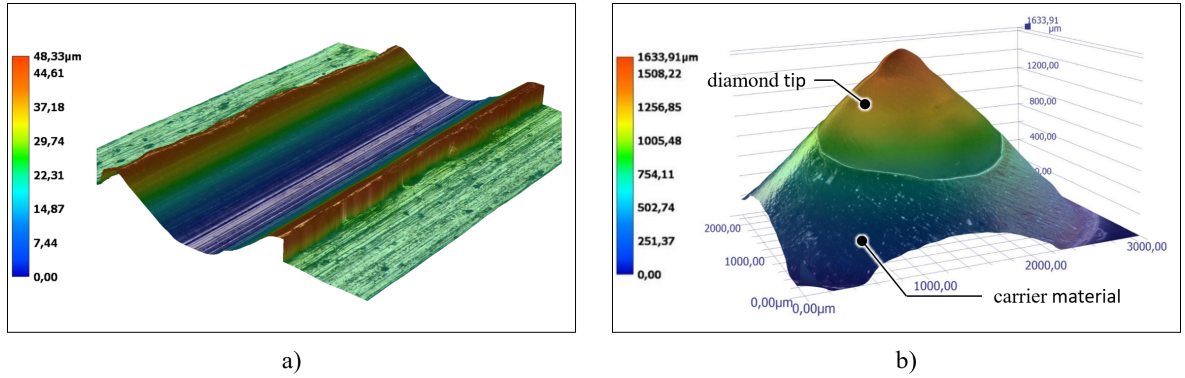 48,33µm
44,61
37,18
29,74
22,31
14,87
7,44
0,00
a)
1633,91µm
1508,22
1256,85
1005,48
754,11
502,74
251,37
0,00
diamond tip
carrier material
1633,91
µm
1200,00
800,00
400,00
0,00
2000,00
1000,00
0,00µm
0,00µm
1000,00
2000,00
3000,00
b)